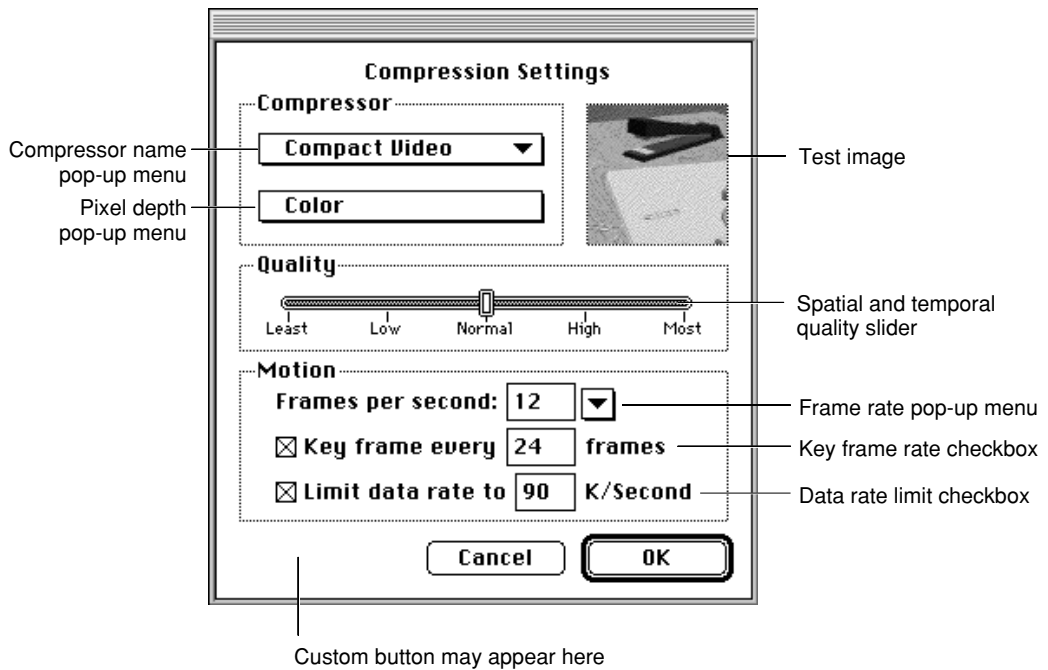 Compression Settings
Compressor
Compressor name
pop-up menu
Compact Video
Test image
Pixel depth
pop-up menu
Color
Quality
Least Low Normal High Most
Spatial and temporal
quality slider
Motion
Frames per second: 12
Frame rate pop-up menu
Key frame every 24 frames
Key frame rate checkbox
Limit data rate to 90 K/Second
Data rate limit checkbox
Cancel OK
Custom button may appear here